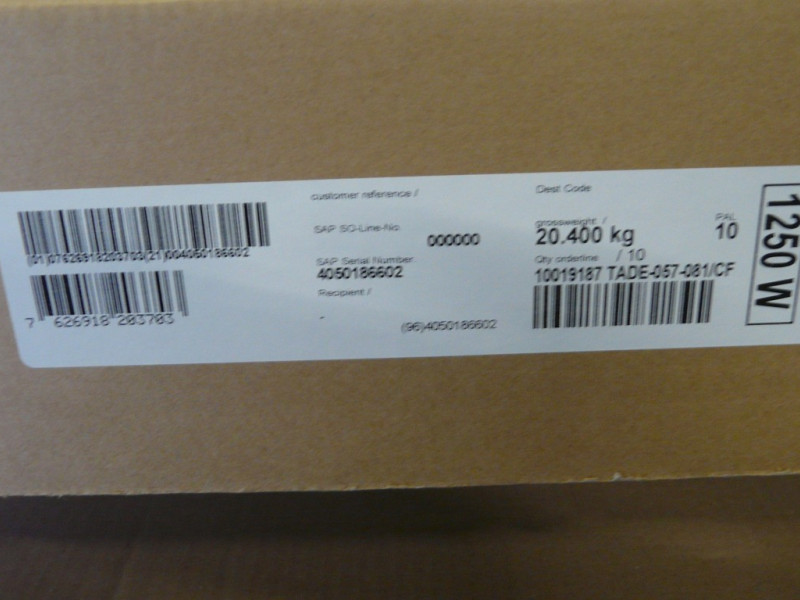 (01)07626918203703(21)004050186602
7 626918 203703
customer reference /
SAP SO-Line-No.
000000
SAP Serial Number
4050186602
Recipient /
-
(96)4050186602
Dest Code
grossweight /
20.400 kg
PAL
10
Qty orderline / 10
10019187 TADE-057-081/CF
1250 W